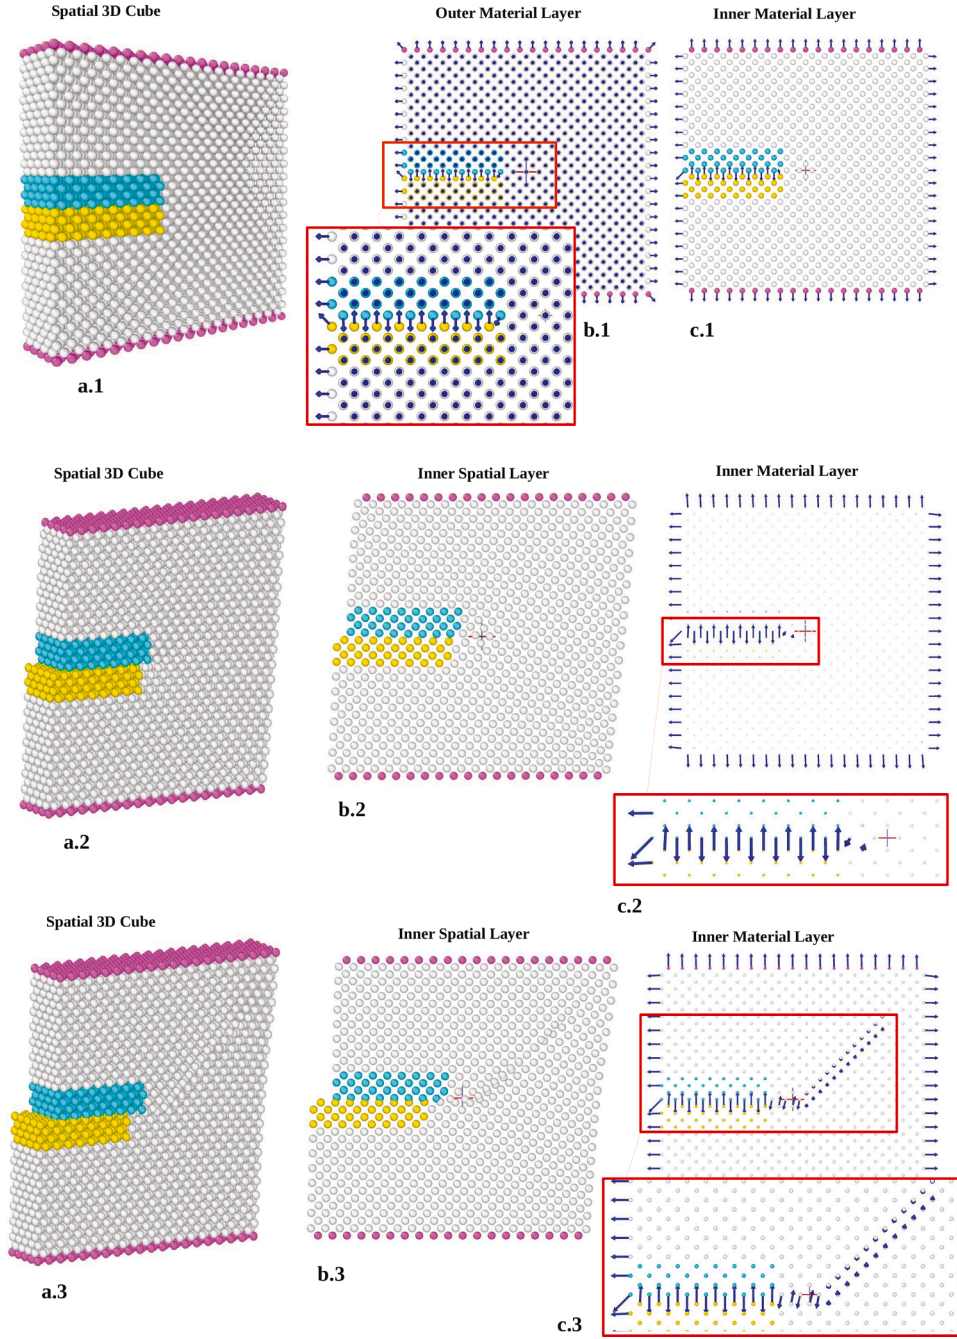 Spatial 3D Cube
Outer Material Layer
Inner Material Layer
a.1
b.1
c.1
Spatial 3D Cube
Inner Spatial Layer
Inner Material Layer
a.2
b.2
c.2
Spatial 3D Cube
Inner Spatial Layer
Inner Material Layer
a.3
b.3
c.3